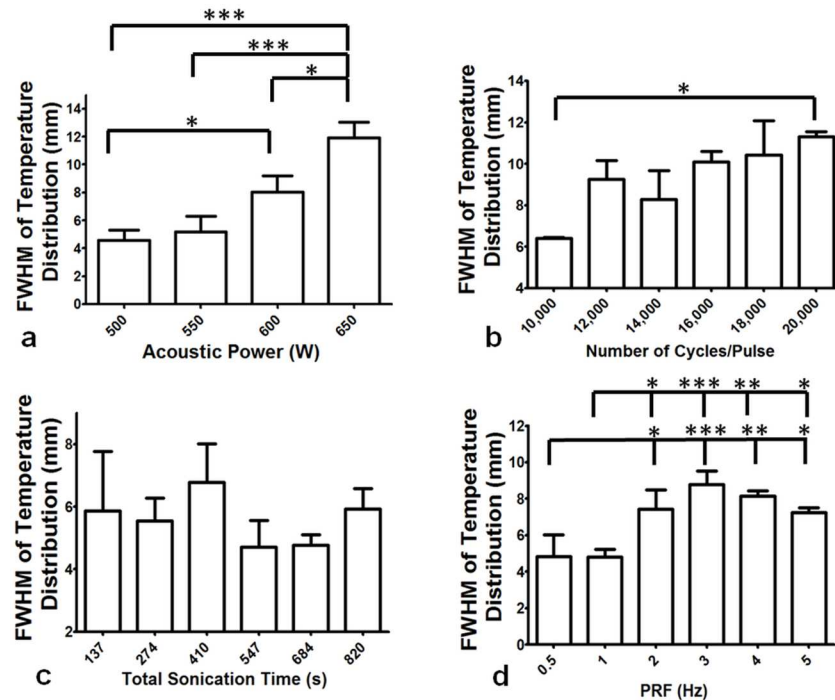 ***
***
*
*
FWHM of Temperature
Distribution (mm)
14
12
10
8
6
4
2
0
500
550
600
650
Acoustic Power (W)
a
*
FWHM of Temperature
Distribution (mm)
14
12
10
8
6
4
10,000
12,000
14,000
16,000
18,000
20,000
Number of Cycles/Pulse
b
FWHM of Temperature
Distribution (mm)
8
6
4
2
137
274
410
547
684
820
Total Sonication Time (s)
c
* *** ** *
* *** ** *
FWHM of Temperature
Distribution (mm)
12
10
8
6
4
2
0
0.5
1
2
3
4
5
PRF (Hz)
d